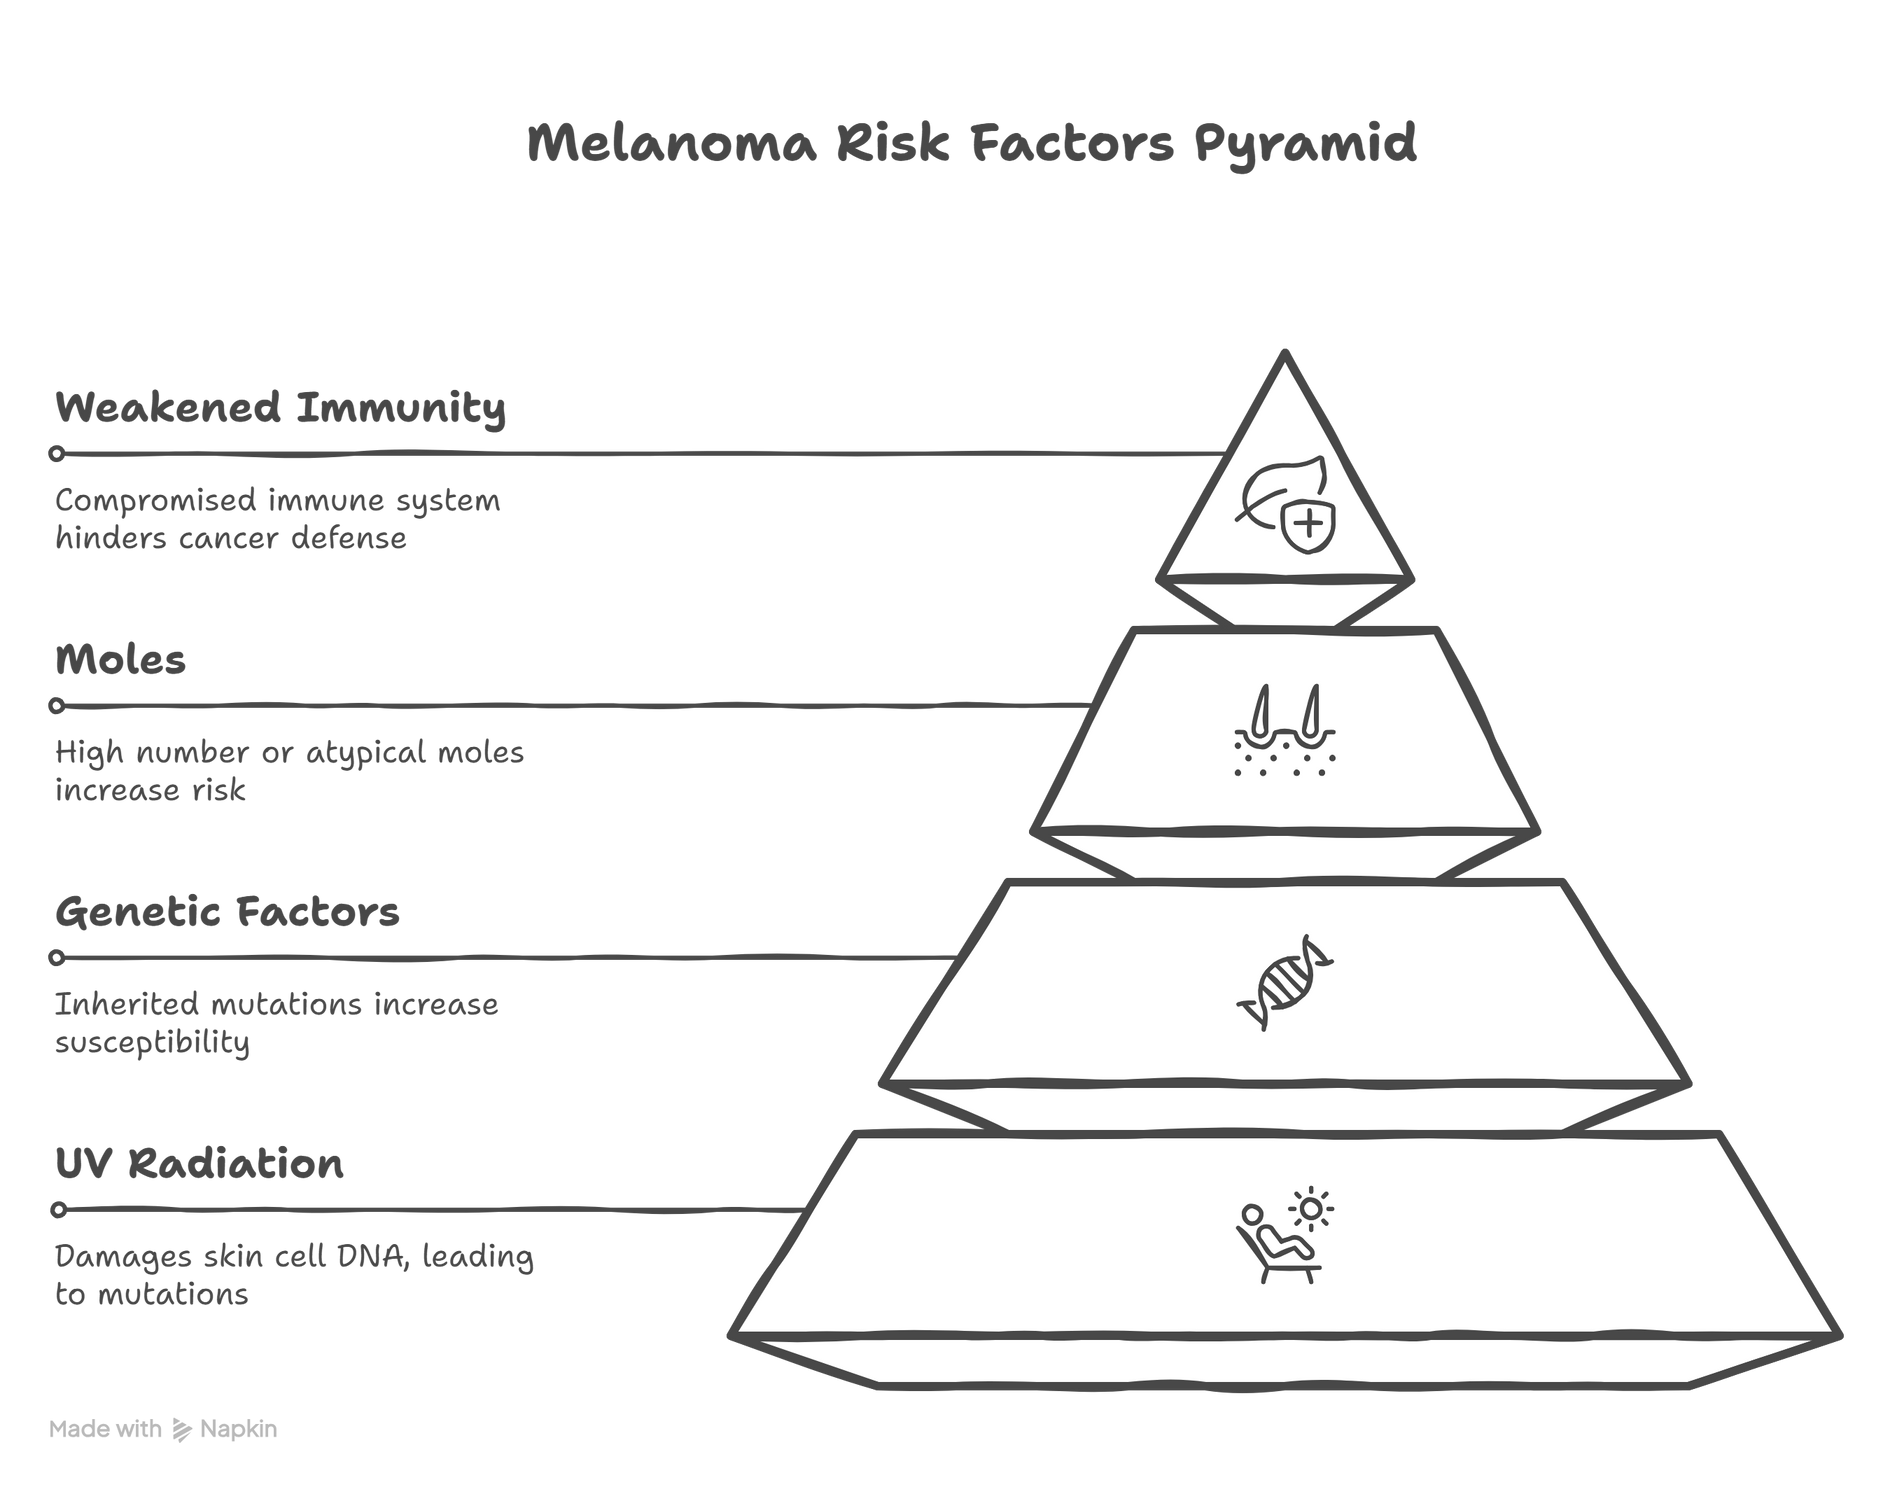 Melanoma Risk Factors Pyramid
Weakened Immunity
Compromised immune system
hinders cancer defense
Moles
High number or atypical moles
increase risk
Genetic Factors
Inherited mutations increase
susceptibility
UV Radiation
Damages skin cell DNA, leading
to mutations
Made with Napkin